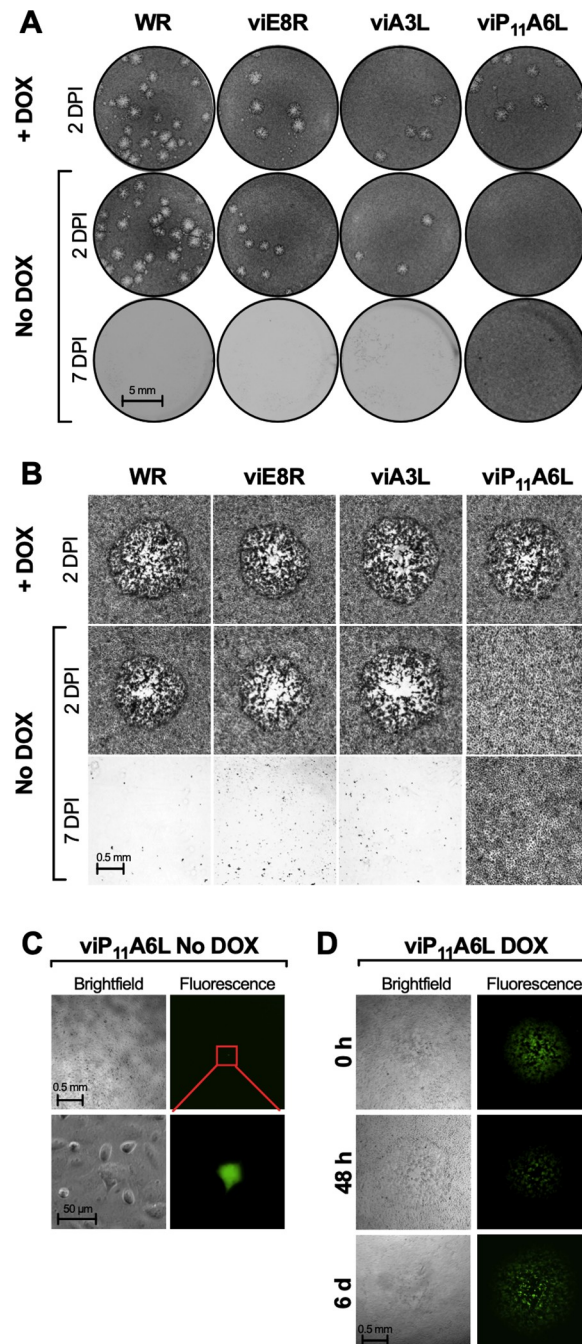 A
WR viE8R viA3L viP₁₁A6L
+ DOX
2 DPI
No DOX
2 DPI
7 DPI
5 mm
B
WR viE8R viA3L viP₁₁A6L
+ DOX
2 DPI
No DOX
2 DPI
7 DPI
0.5 mm
C
viP₁₁A6L No DOX
Brightfield Fluorescence
0.5 mm
50 µm
D
viP₁₁A6L DOX
Brightfield Fluorescence
0 h
48 h
6 d
0.5 mm